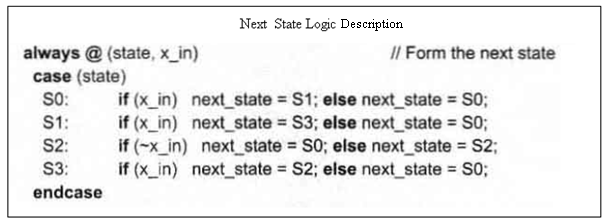 Next State Logic Description
always @ (state, x_in) // Form the next state
case (state)
S0: if (x_in) next_state = S1; else next_state = S0;
S1: if (x_in) next_state = S3; else next_state = S0;
S2: if (~x_in) next_state = S0; else next_state = S2;
S3: if (x_in) next_state = S2; else next_state = S0;
endcase